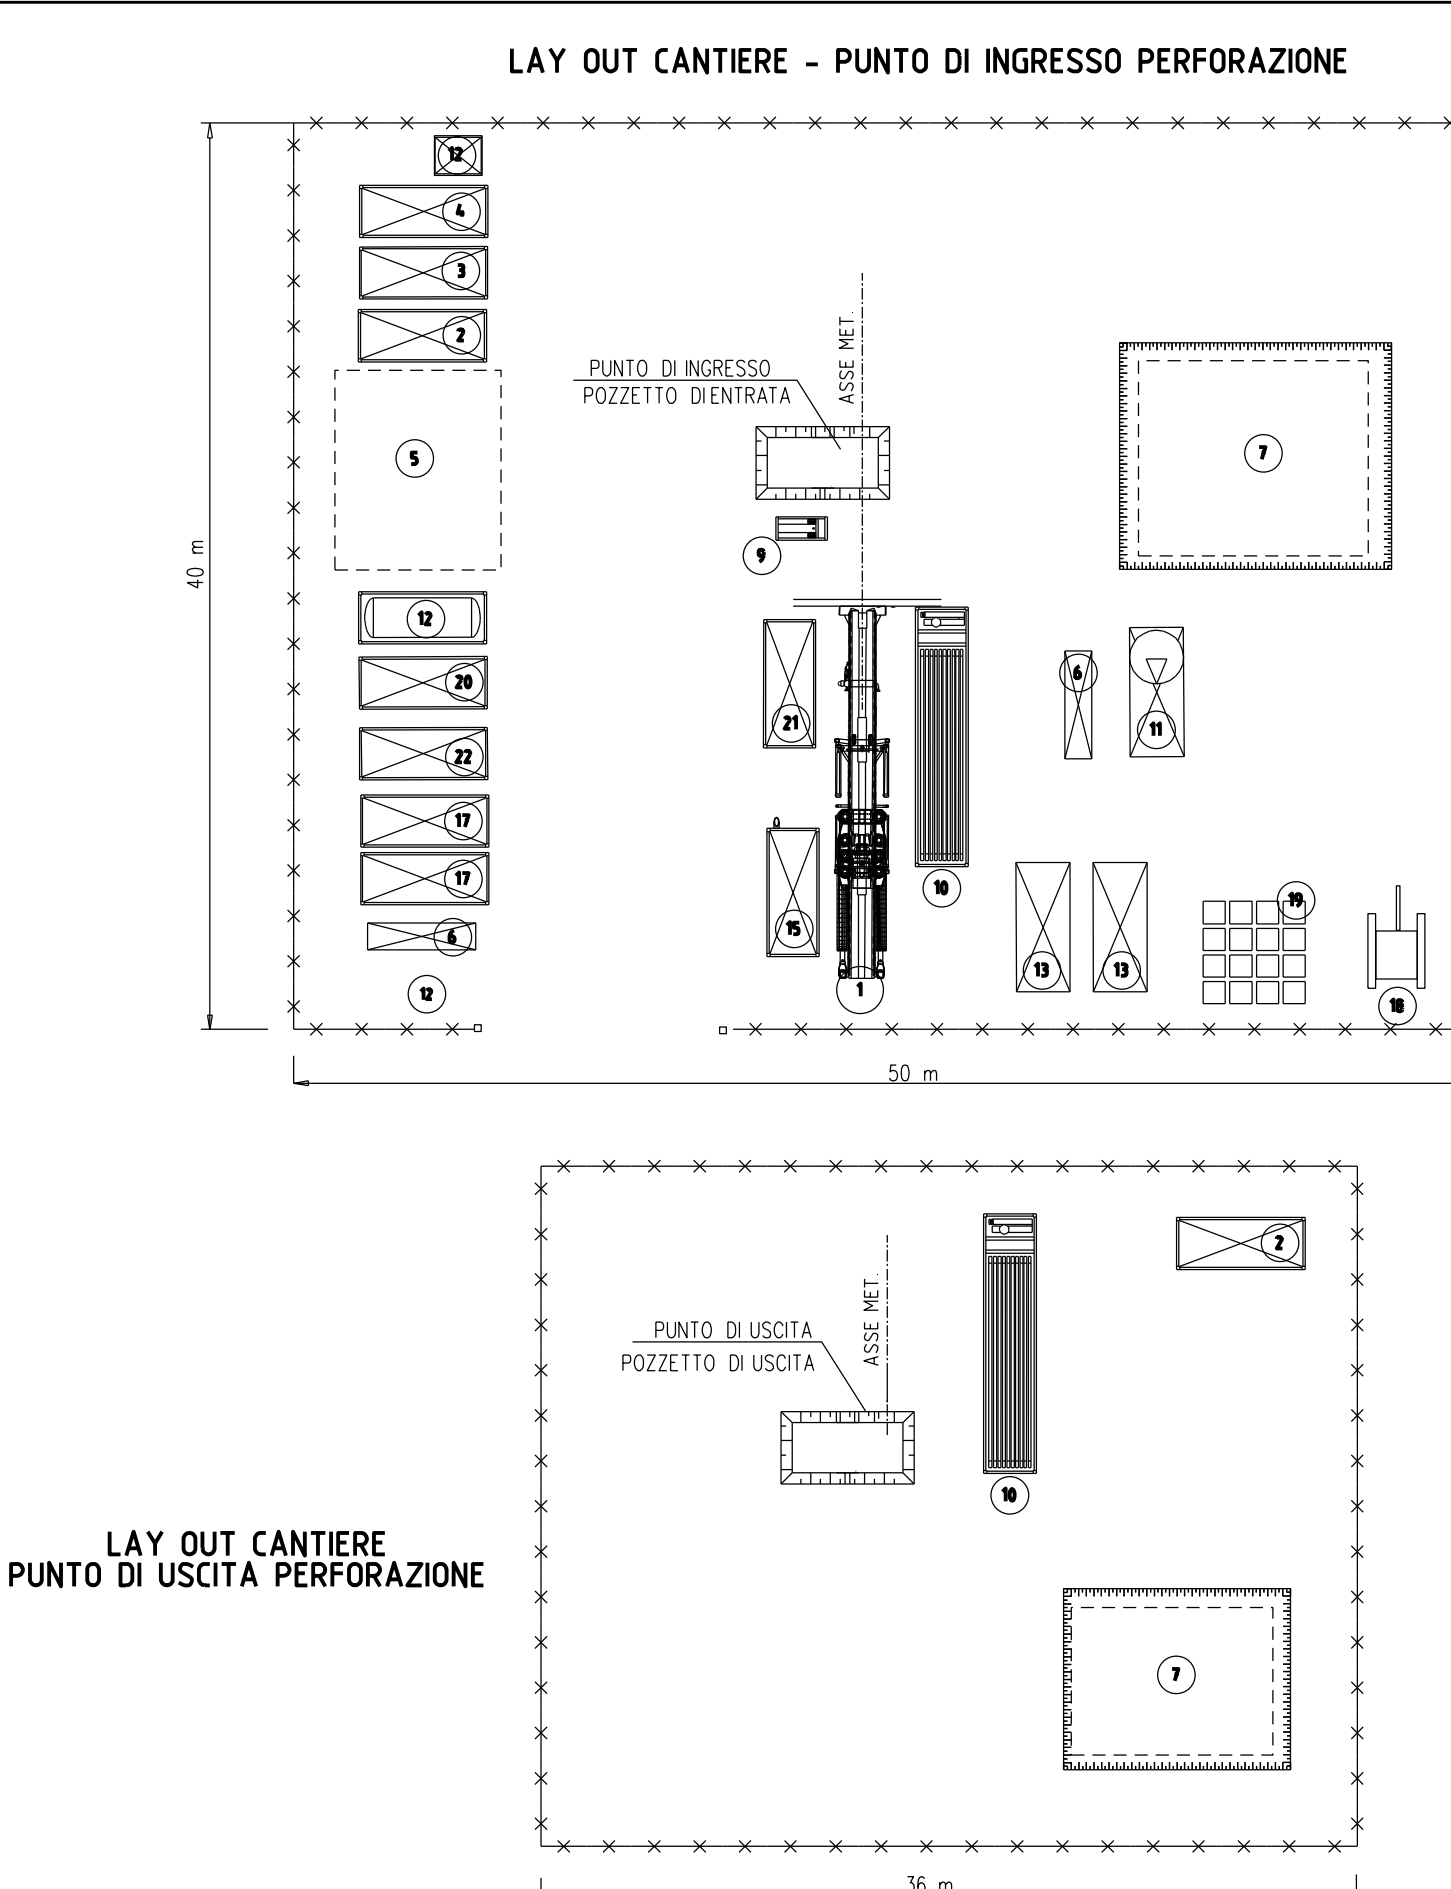 LAY OUT CANTIERE - PUNTO DI INGRESSO PERFORAZIONE
12
4
3
2
ASSE MET.
PUNTO DI INGRESSO
POZZETTO DI ENTRATA
5
7
9
40 m
12
6
20
21
11
22
17
17
10
19
15
6
13
13
12
1
18
50 m
2
ASSE MET.
PUNTO DI USCITA
POZZETTO DI USCITA
10
LAY OUT CANTIERE
PUNTO DI USCITA PERFORAZIONE
7
36 m